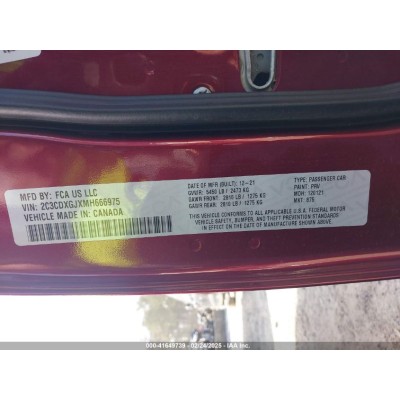 MFD BY: FCA US LLC
VIN: 2C3CDXGJXMH666975
VEHICLE MADE IN: CANADA
DATE OF MFR (BUILT): 12-21
GVWR: 5450 LB / 2473 KG
GAWR FRONT: 2810 LB / 1275 KG
GAWR REAR: 2810 LB / 1275 KG
THIS VEHICLE CONFORMS TO ALL APPLICABLE FEDERAL MOTOR
VEHICLE SAFETY, BUMPER, AND THEFT PREVENTION STANDARDS
IN EFFECT ON THE DATE OF MANUFACTURE SHOWN ABOVE.
TYPE: PASSENGER CAR
PAINT: PRV
MDH: 120121
000-41649739 - 02/24/2025 - IAA Inc.